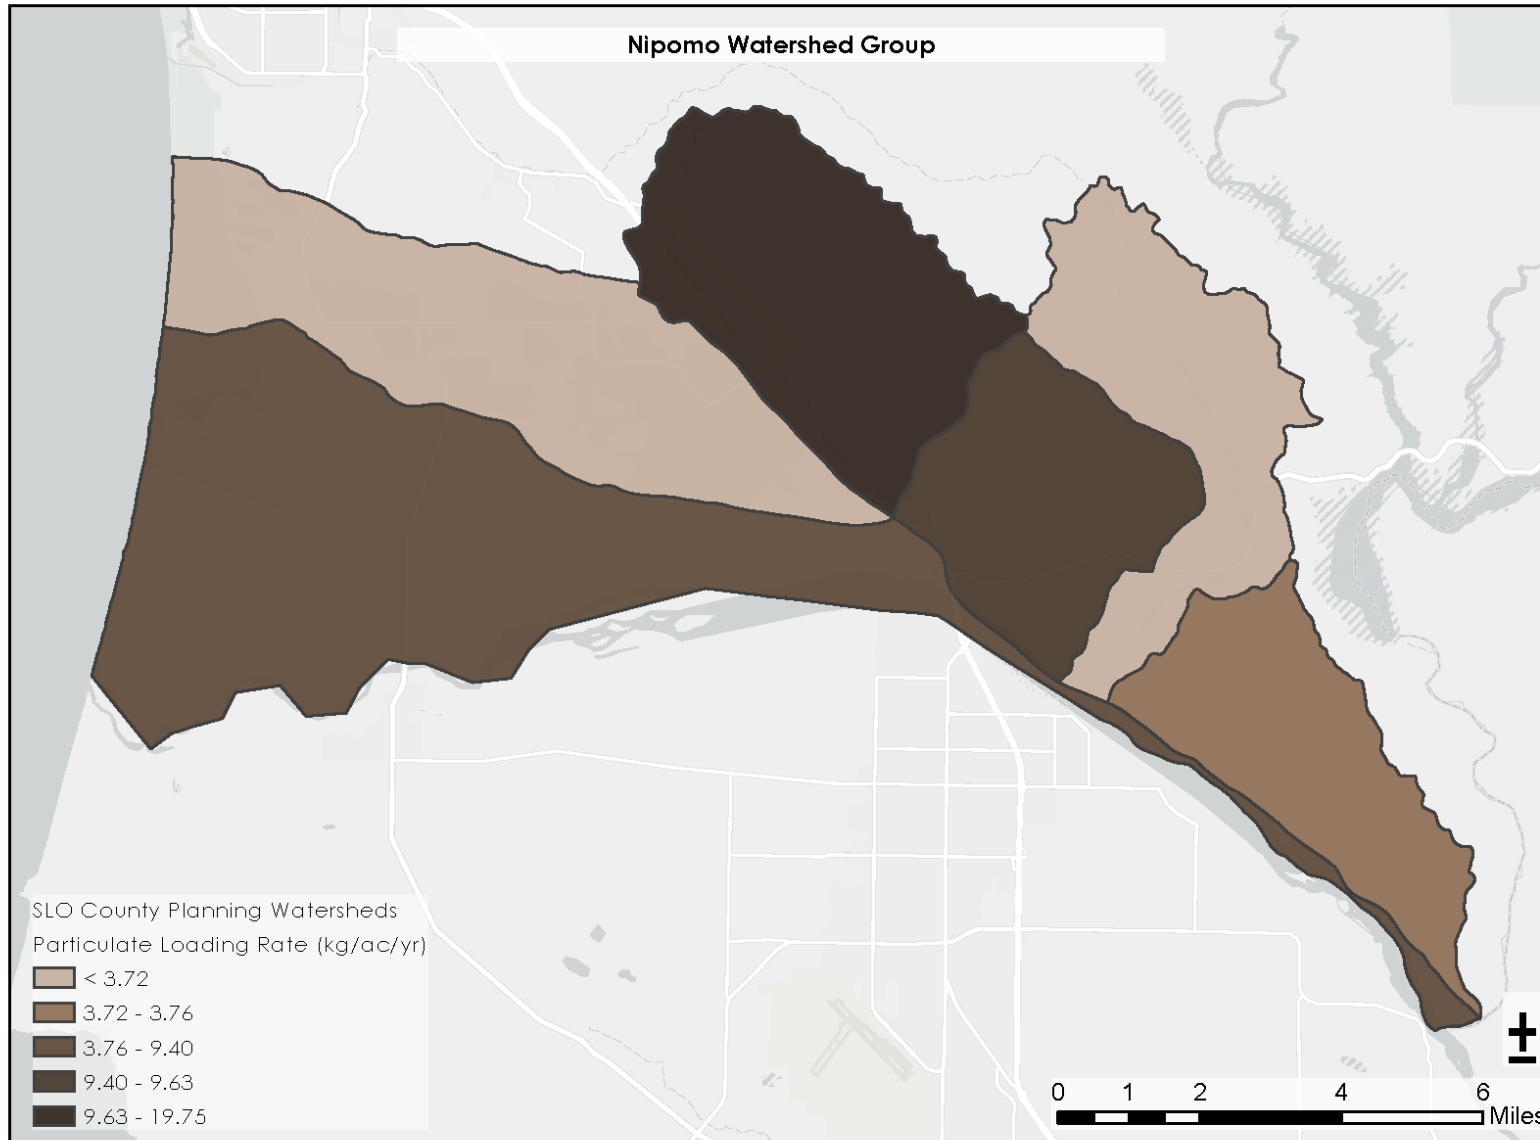 Nipomo Watershed Group
SLO County Planning Watersheds
Particulate Loading Rate (kg/ac/yr)
< 3.72
3.72 - 3.76
3.76 - 9.40
9.40 - 9.63
9.63 - 19.75
0 1 2 4 6
Miles